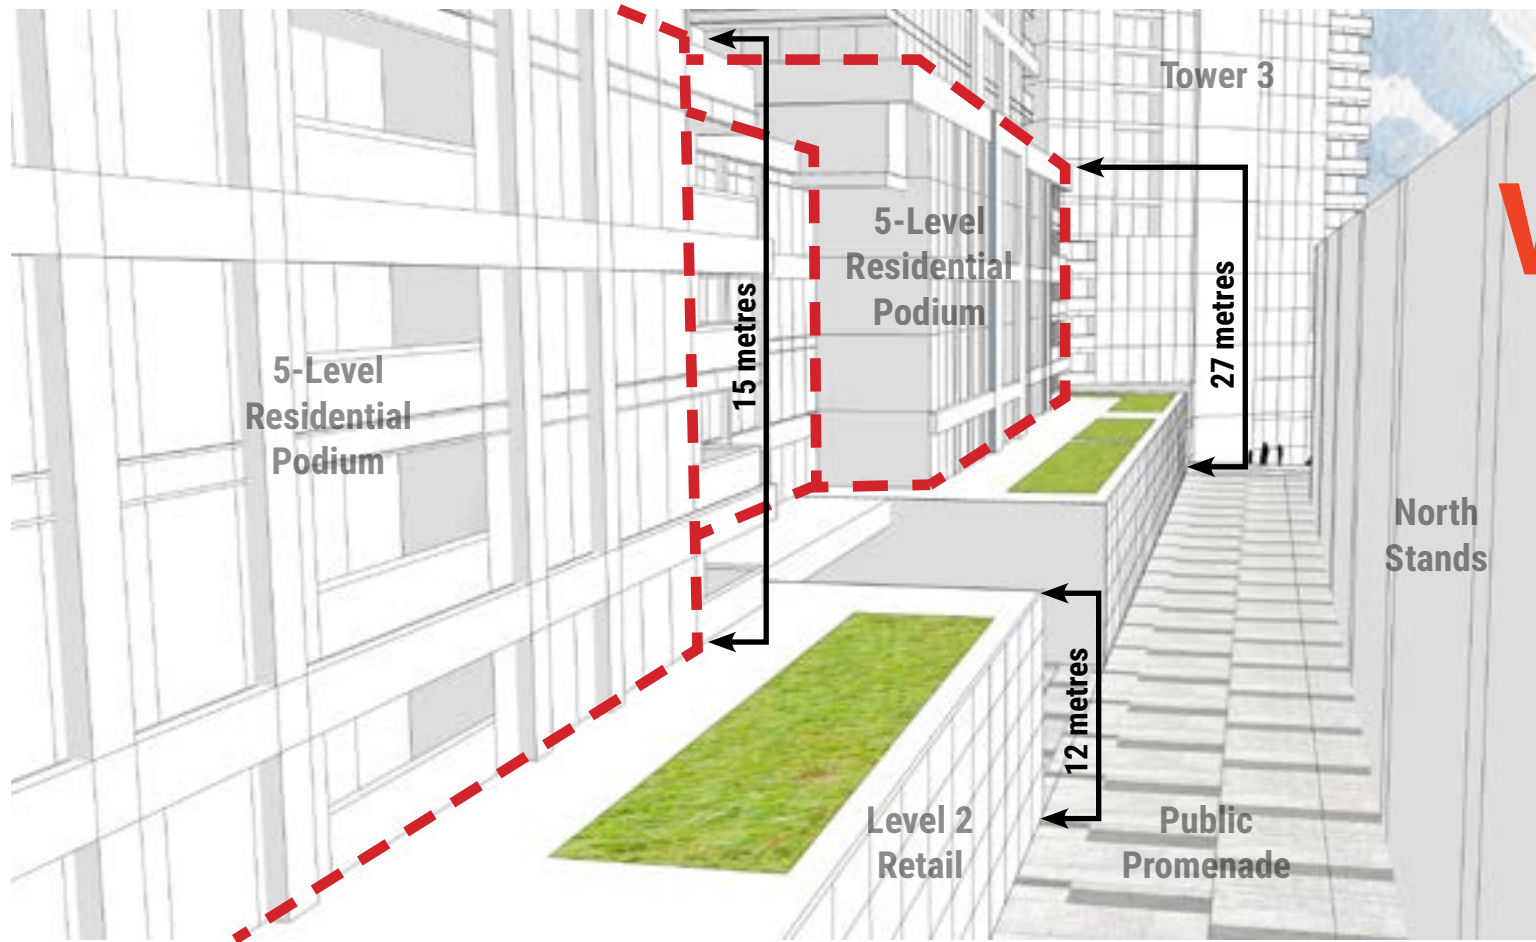 Tower 3
5-Level
Residential
Podium
27 metres
15 metres
5-Level
Residential
Podium
North
Stands
12 metres
Level 2
Retail
Public
Promenade